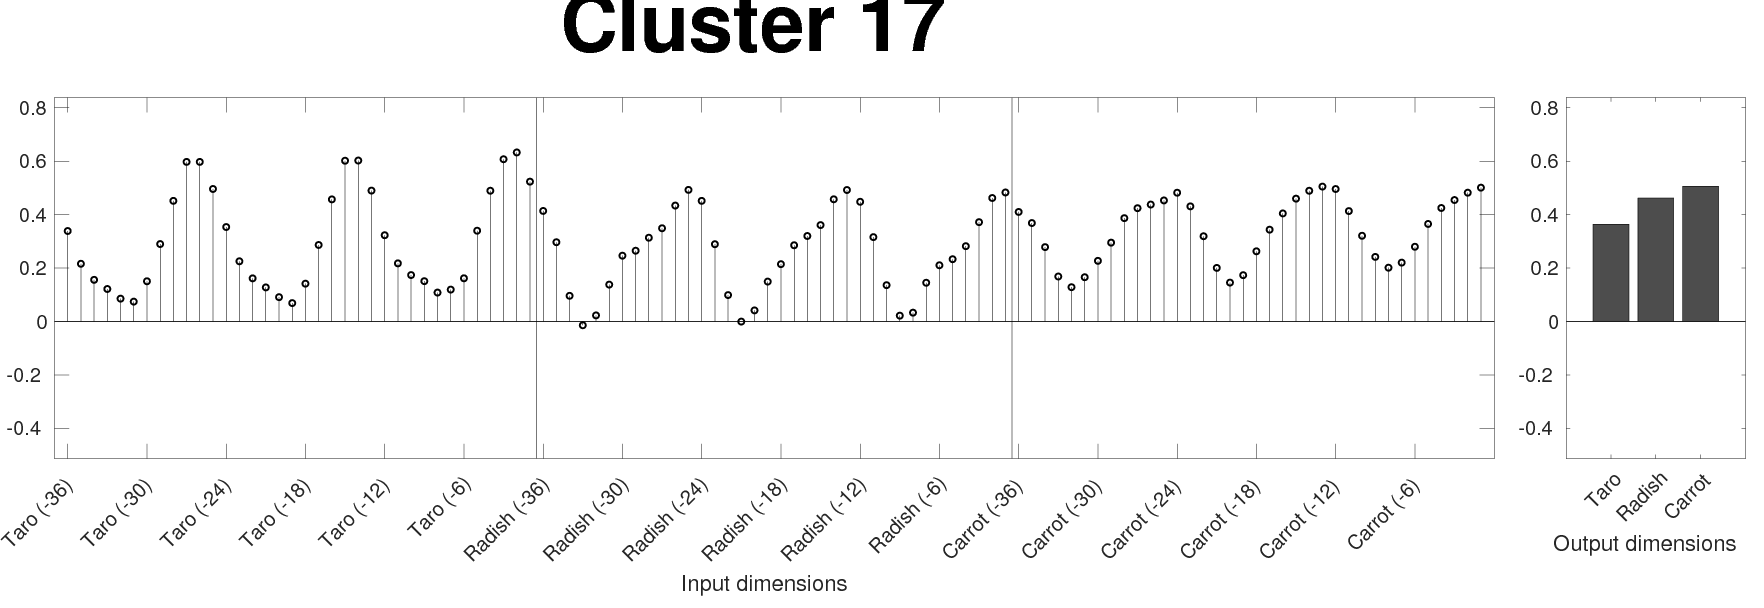 Cluster 17
0.8
0.6
0.4
0.2
0
-0.2
-0.4
Taro (-36)
Taro (-30)
Taro (-24)
Taro (-18)
Taro (-12)
Taro (-6)
Radish (-36)
Radish (-30)
Radish (-24)
Radish (-18)
Radish (-12)
Radish (-6)
Carrot (-36)
Carrot (-30)
Carrot (-24)
Carrot (-18)
Carrot (-12)
Carrot (-6)
Input dimensions
0.8
0.6
0.4
0.2
0
-0.2
-0.4
Taro
Radish
Carrot
Output dimensions